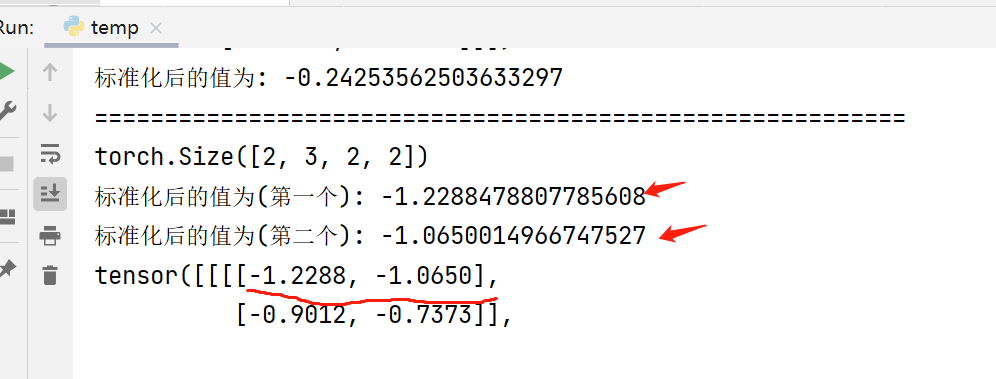 Run: temp
标准化后的值为: -0.24253562503633297
==========================================================
torch.Size([2, 3, 2, 2])
标准化后的值为(第一个): -1.2288478807785608
标准化后的值为(第二个): -1.0650014966747527
tensor([[[[-1.2288, -1.0650],
[-0.9012, -0.7373]],